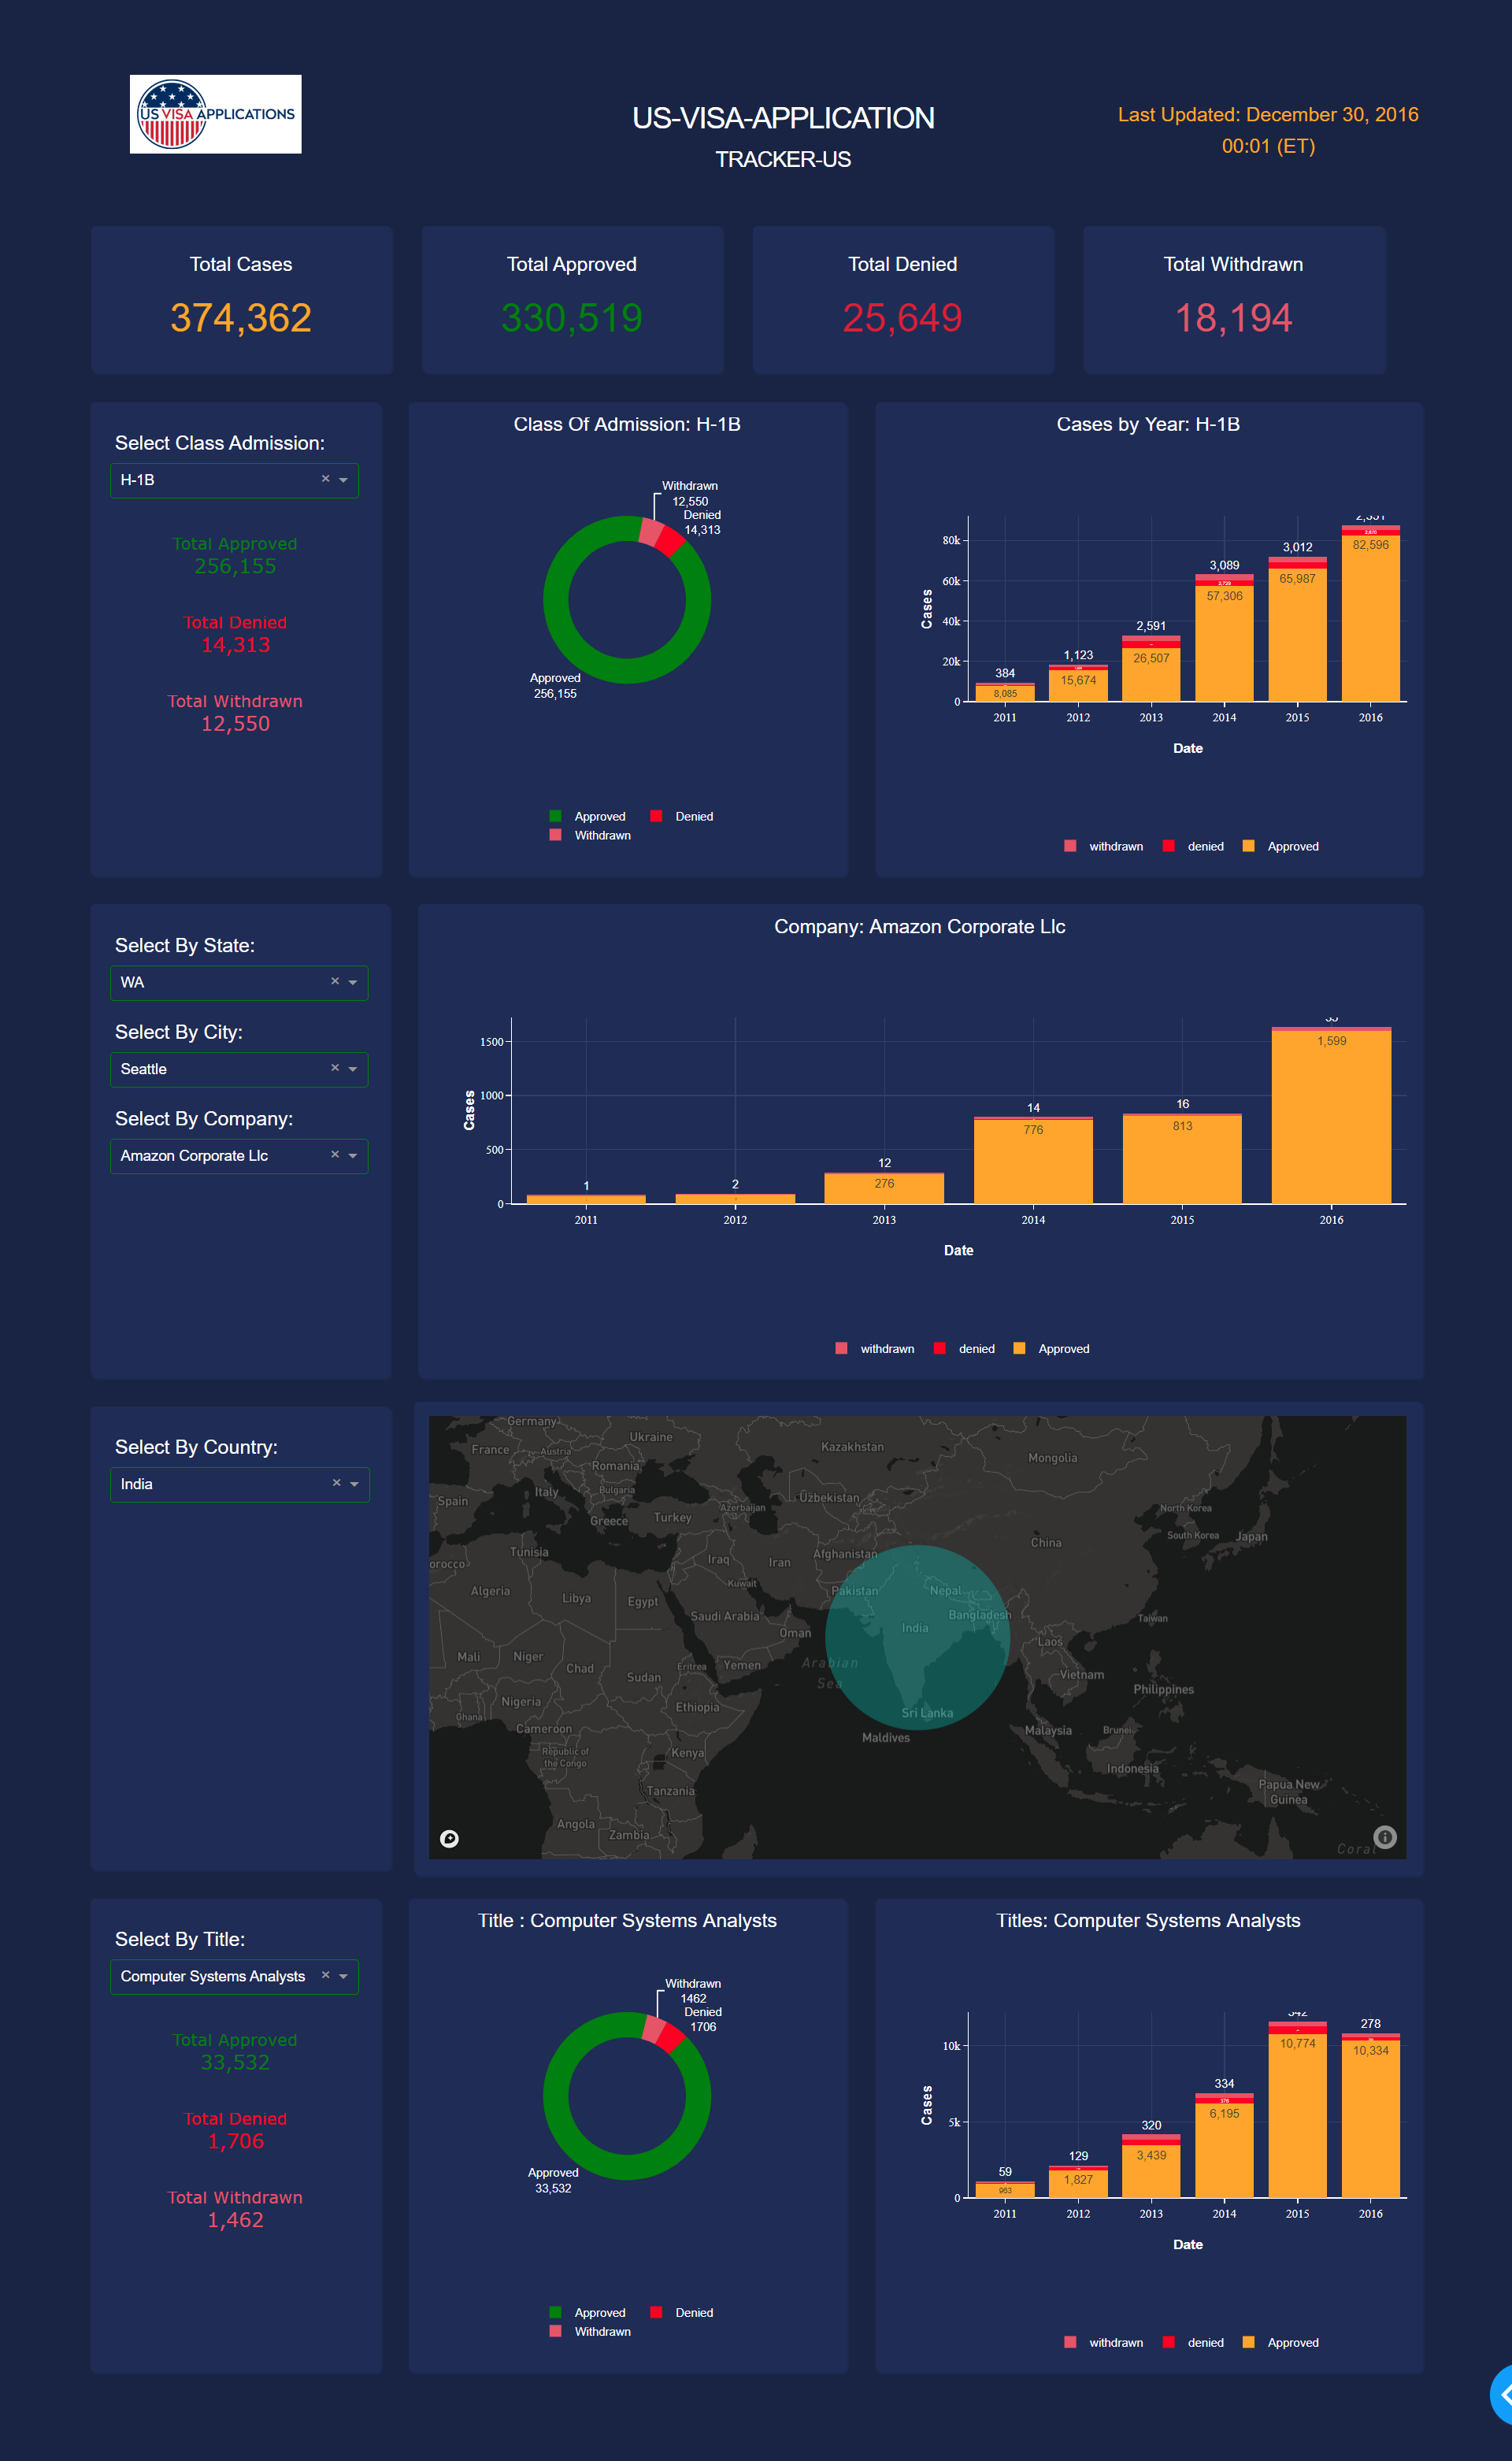 US VISA APPLICATIONS
US-VISA-APPLICATION
TRACKER-US
Last Updated: December 30, 2016
00:01 (ET)
Total Cases
374,362
Total Approved
330,519
Total Denied
25,649
Total Withdrawn
18,194
Select Class Admission:
H-1B
Total Approved
256,155
Total Denied
14,313
Total Withdrawn
12,550
Class Of Admission: H-1B
Withdrawn
12,550
Denied
14,313
Approved
256,155
Approved
Denied
Withdrawn
Cases by Year: H-1B
Cases
80k
60k
40k
20k
0
384
8,085
1,123
15,674
2,591
26,507
3,089
57,306
3,012
65,987
82,596
2011
2012
2013
2014
2015
2016
Date
withdrawn
denied
Approved
Select By State:
WA
Select By City:
Seattle
Select By Company:
Amazon Corporate Llc
Company: Amazon Corporate Llc
Cases
1500
1000
500
0
1
2
12
276
14
776
16
813
1,599
2011
2012
2013
2014
2015
2016
Date
withdrawn
denied
Approved
Select By Country:
India
Germany
Ukraine
Kazakhstan
Mongolia
France
Austria
Romania
Italy
Bulgaria
Uzbekistan
Spain
Azerbaijan
North Korea
Greece
Turkey
South Korea
Japan
China
Tunisia
Afghanistan
orocco
Iraq
Iran
Algeria
Kuwait
Pakistan
Nepal
Libya
Egypt
Saudi Arabia
Bangladesh
Taiwan
India
Oman
Laos
Mali
Niger
Chad
Sudan
Eritrea
Yemen
Arabian
Sea
Vietnam
Philippines
Nigeria
Ethiopia
Ghana
Sri Lanka
Cameroon
Maldives
Malaysia
Brunei
Republic of
the Congo
Kenya
Indonesia
Tanzania
Papua New
Guinea
Angola
Zambia
Coral
Select By Title:
Computer Systems Analysts
Total Approved
33,532
Total Denied
1,706
Total Withdrawn
1,462
Title : Computer Systems Analysts
Withdrawn
1462
Denied
1706
Approved
33,532
Approved
Denied
Withdrawn
Titles: Computer Systems Analysts
Cases
10k
5k
0
59
963
129
1,827
320
3,439
334
376
6,195
10,774
278
10,334
2011
2012
2013
2014
2015
2016
Date
withdrawn
denied
Approved